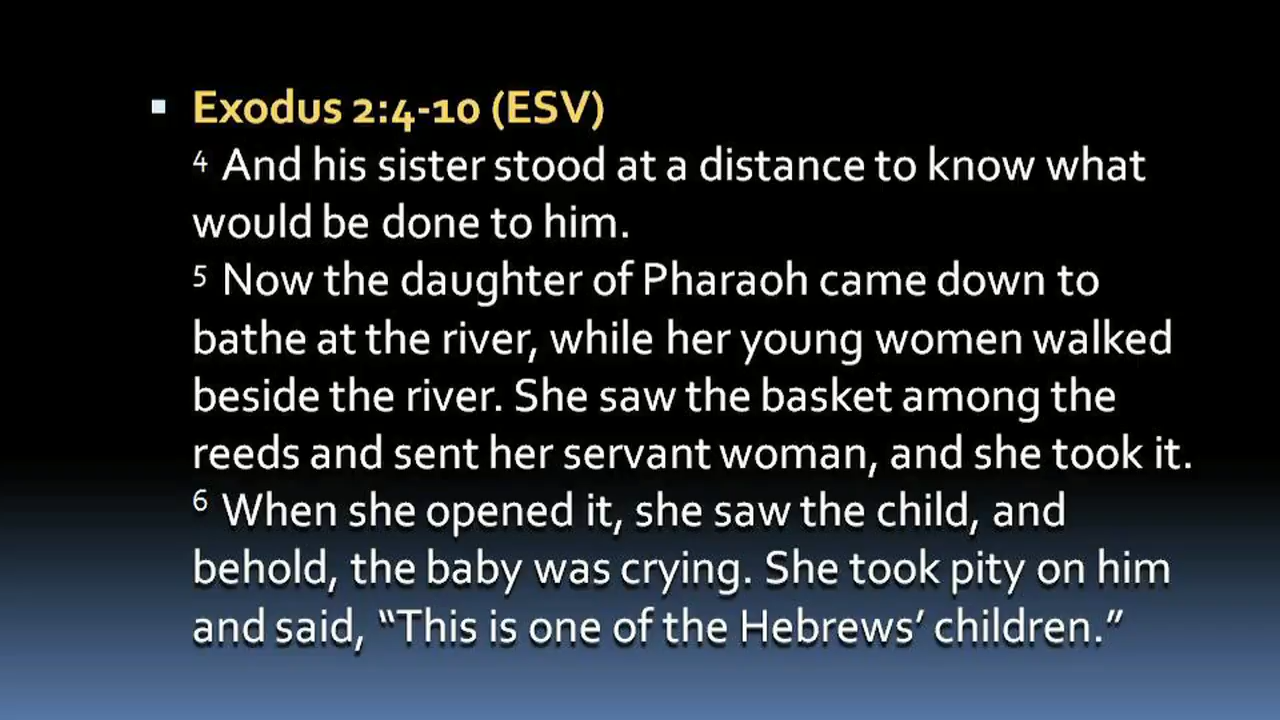 Exodus 2:4-10 (ESV)
4 And his sister stood at a distance to know what
would be done to him.
5 Now the daughter of Pharaoh came down to
bathe at the river, while her young women walked
beside the river. She saw the basket among the
reeds and sent her servant woman, and she took it.
6 When she opened it, she saw the child, and
behold, the baby was crying. She took pity on him
and said, “This is one of the Hebrews’ children.”